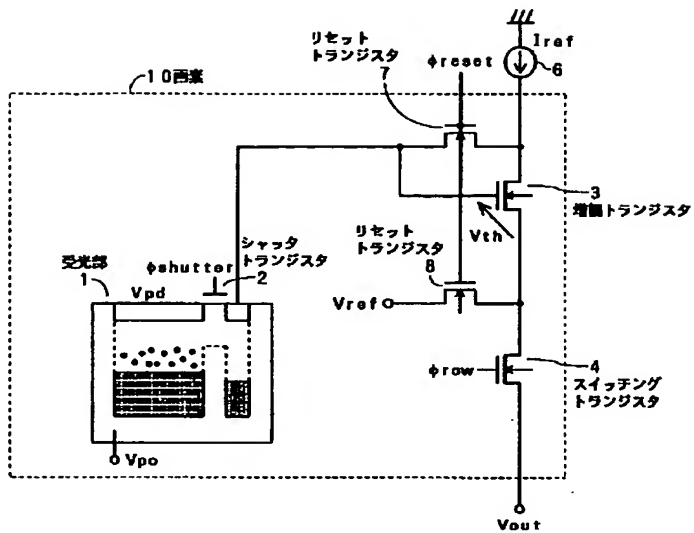 Iref
6
リセット
トランジスタ
7
φreset
10画素
3
増幅トランジスタ
Vth
リセット
トランジスタ
8
シャッタ
トランジスタ
φshutter
2
受光部
1
Vpd
Vref
4
スイッチング
トランジスタ
φrow
Vpo
Vout